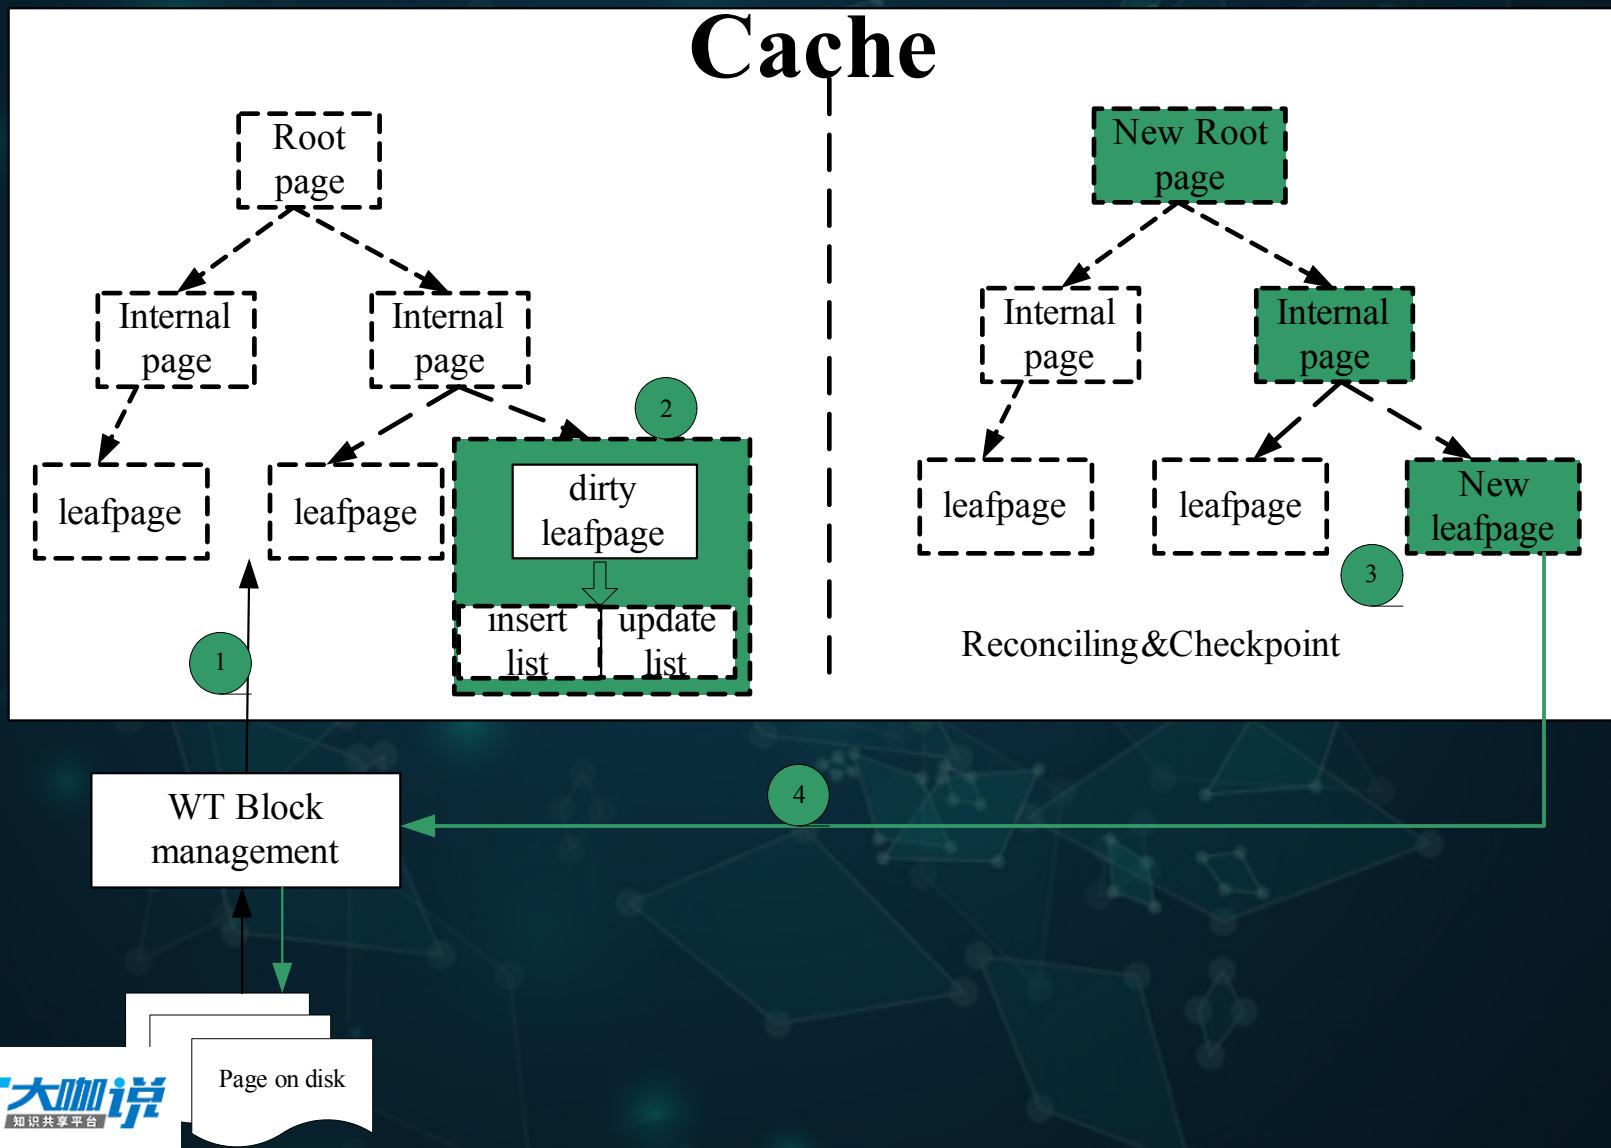 Cache
Root
page
New Root
page
Internal
page
Internal
page
Internal
page
Internal
page
2
leafpage
leafpage
dirty
leafpage
insert
list
update
list
leafpage
leafpage
New
leafpage
3
Reconciling&Checkpoint
1
WT Block
management
4
Page on disk
大咖说
知识共享平台